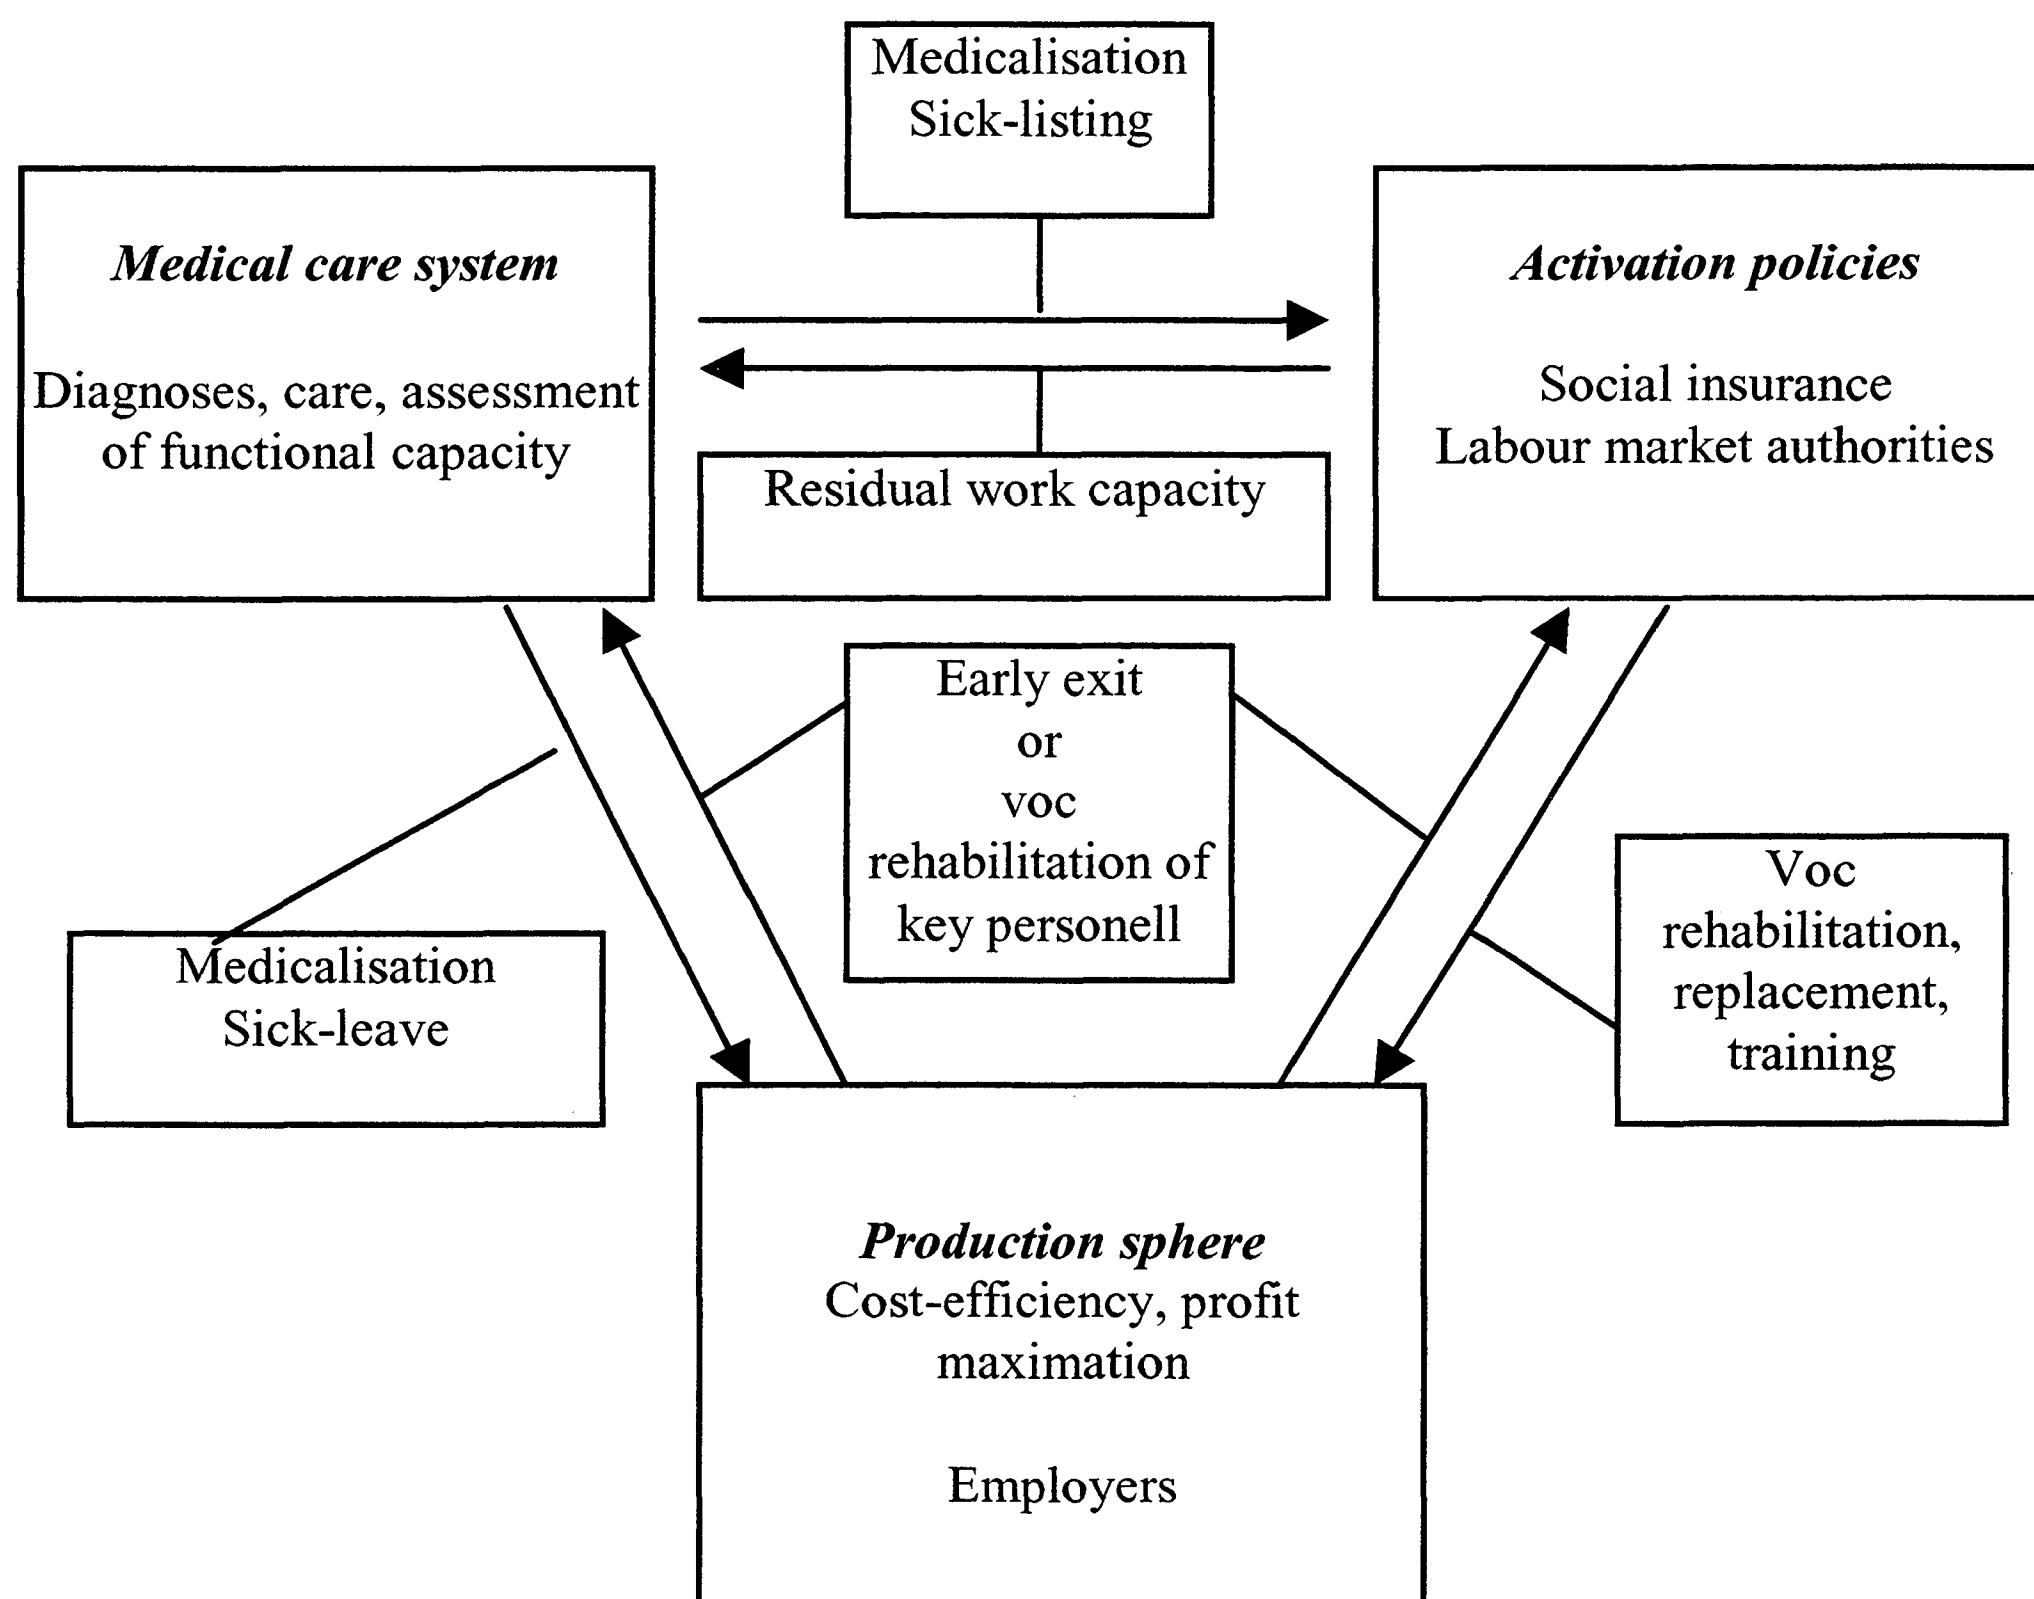 Medicalisation
Sick-listing
Medical care system
Diagnoses, care, assessment
of functional capacity
Activation policies
Social insurance
Labour market authorities
Residual work capacity
Early exit
or
voc
rehabilitation of
key personell
Medicalisation
Sick-leave
Voc
rehabilitation,
replacement,
training
Production sphere
Cost-efficiency, profit
maximation
Employers